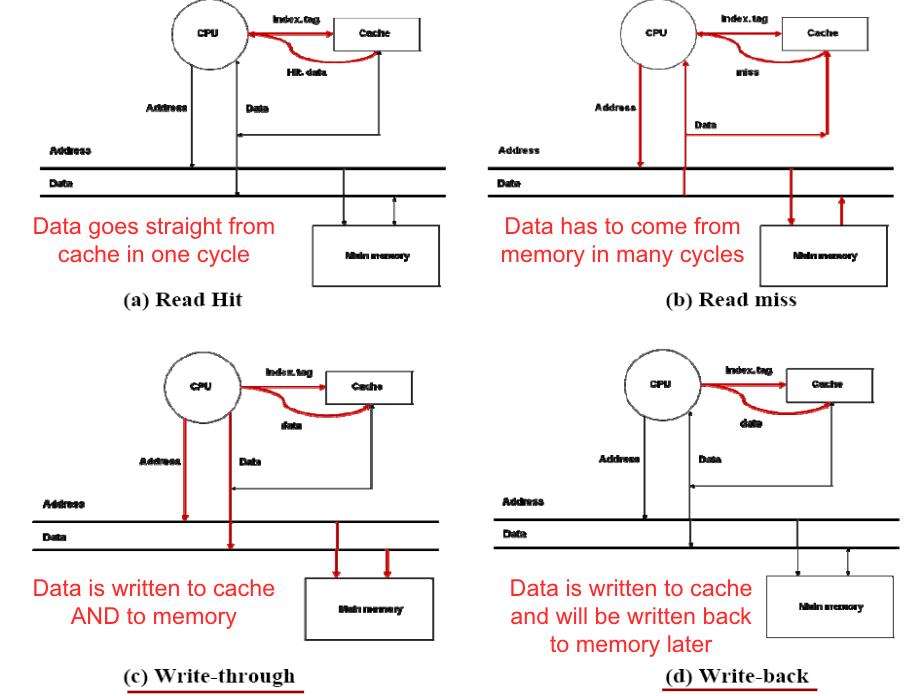 CPU
Index.tag
Cache
Hit. data
Address
Data
Address
Data
Main memory
Data goes straight from
cache in one cycle
(a) Read Hit
CPU
Index.tag
Cache
miss
Address
Data
Address
Data
Main memory
Data has to come from
memory in many cycles
(b) Read miss
CPU
Index.tag
Cache
data
Address
Data
Address
Data
Main memory
Data is written to cache
AND to memory
(c) Write-through
CPU
Index.tag
Cache
data
Address
Data
Address
Data
Main memory
Data is written to cache
and will be written back
to memory later
(d) Write-back